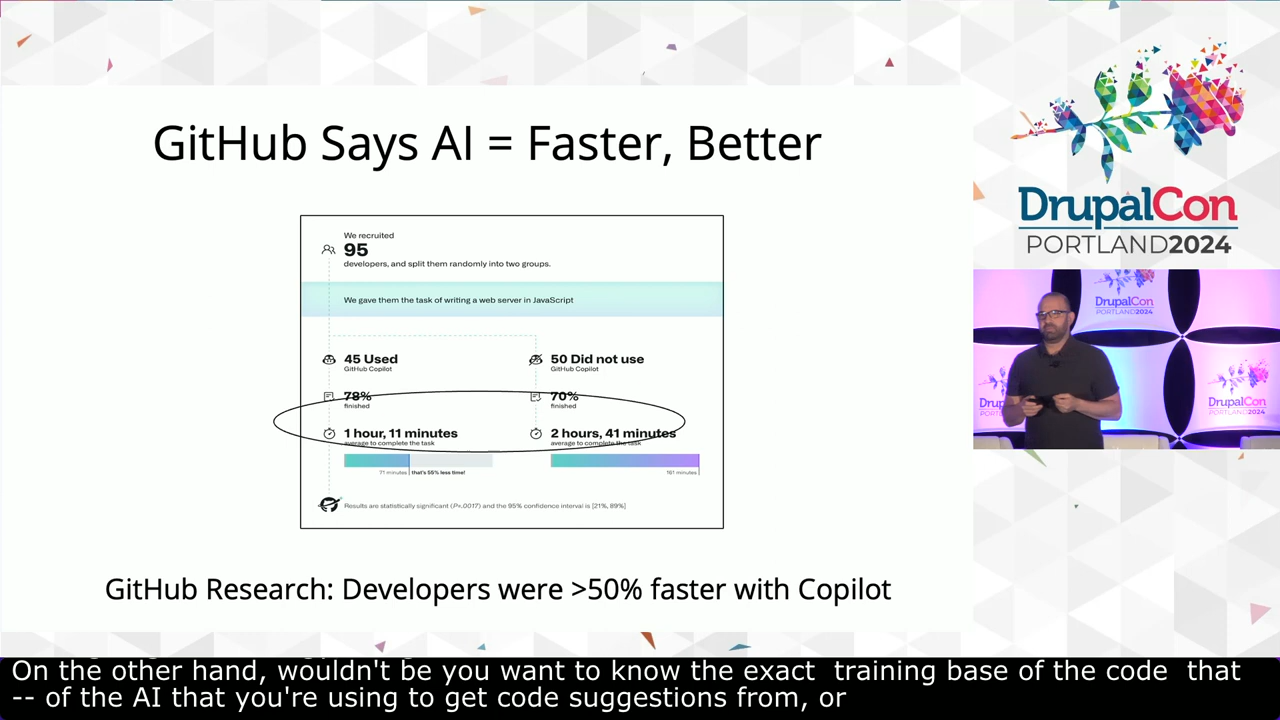 GitHub Says AI = Faster, Better
We recruited
95
developers, and split them randomly into two groups.
We gave them the task of writing a web server in JavaScript
45 Used
GitHub Copilot
50 Did not use
GitHub Copilot
78%
finished
70%
finished
1 hour, 11 minutes
average to complete the task
2 hours, 41 minutes
average to complete the task
71 minutes
that's 55% less time!
161 minutes
Results are statistically significant (P=.0017) and the 95% confidence interval is [21%, 89%]
GitHub Research: Developers were >50% faster with Copilot
DrupalCon
PORTLAND2024
DrupalCon
PORTLAND2024
On the other hand, wouldn't be you want to know the exact  training base of the code  that
-- of the AI that you're using to get code suggestions from, or